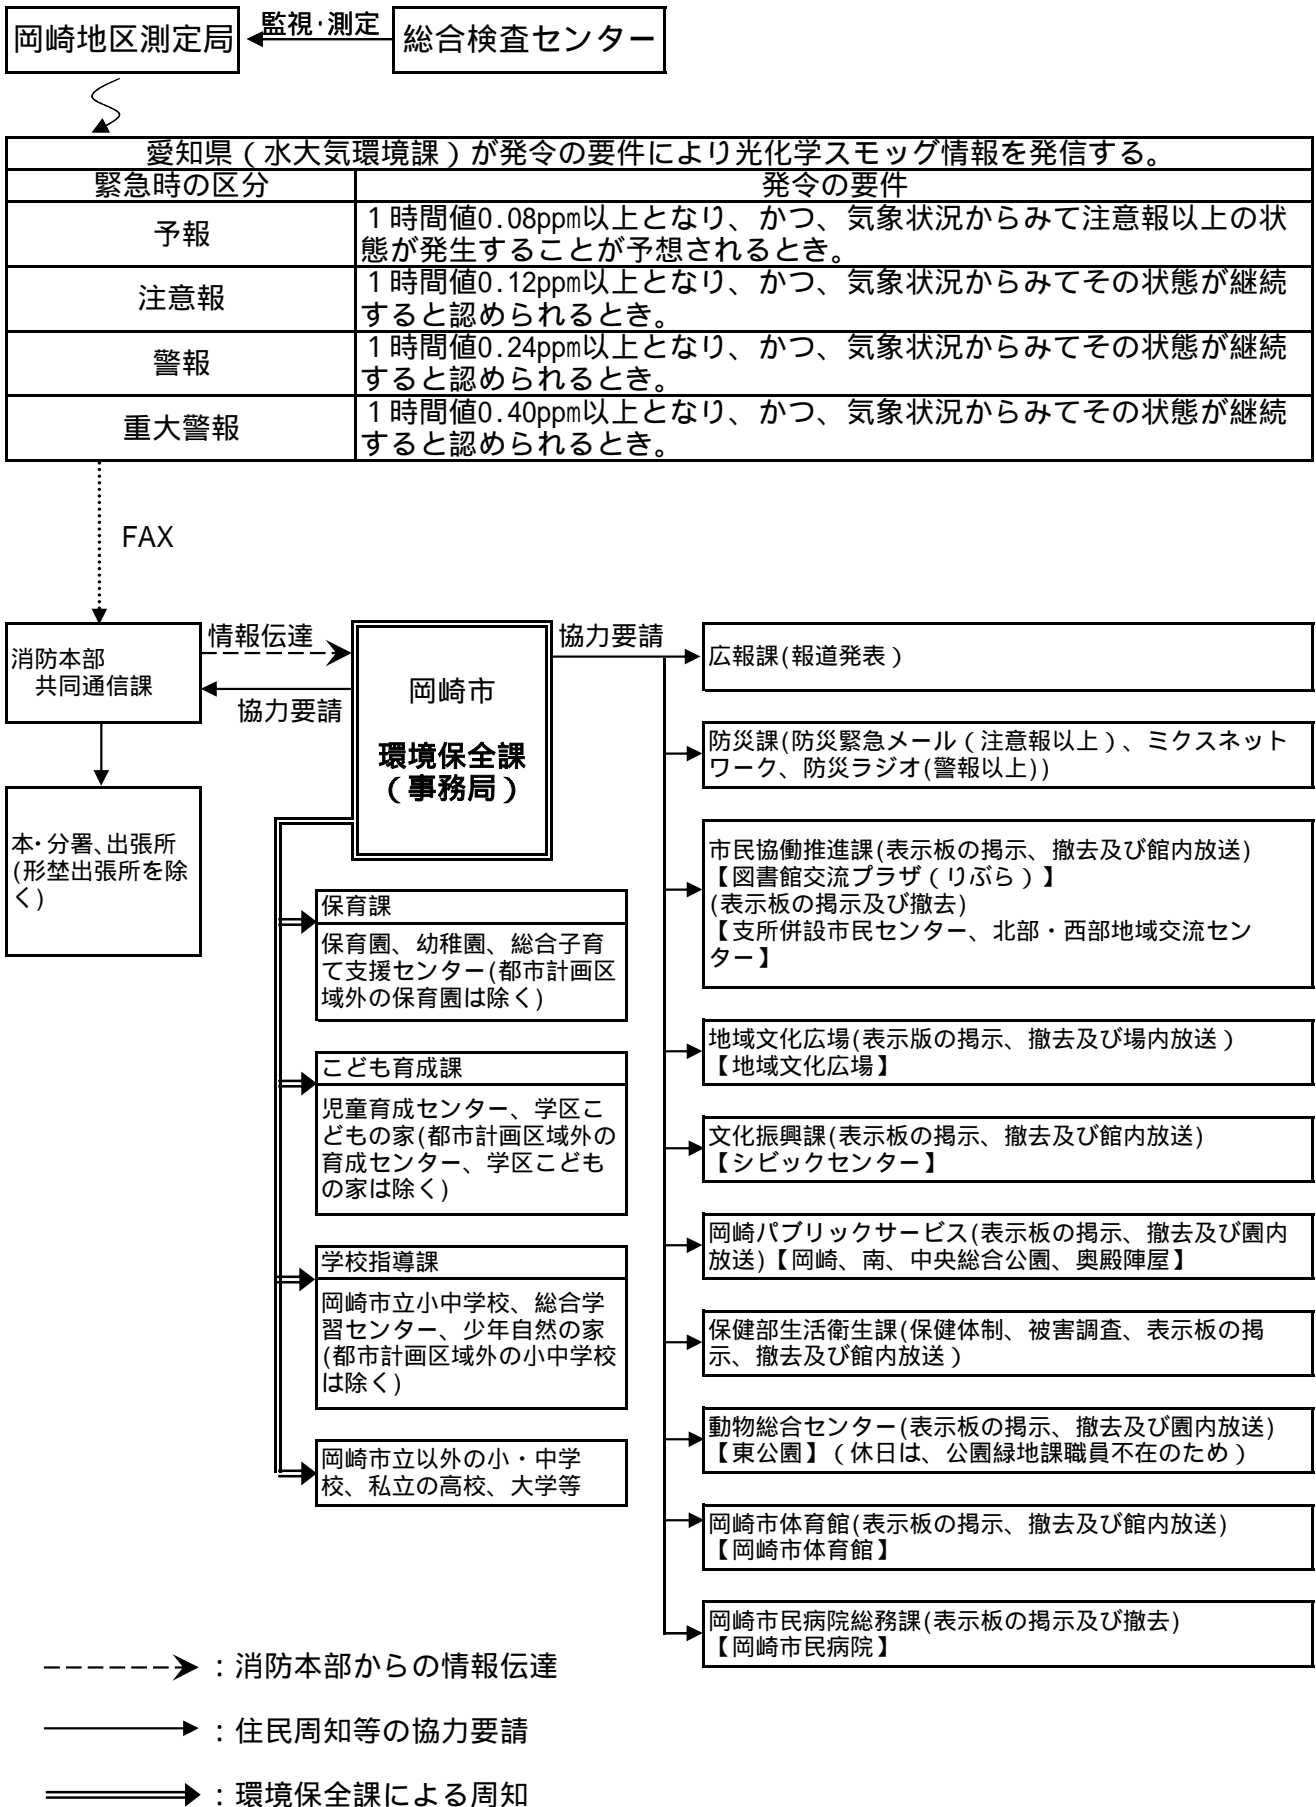 岡崎地区測定局
監視・測定
総合検査センター
愛知県（水大気環境課）が発令の要件により光化学スモッグ情報を発信する。
緊急時の区分
発令の要件
予報
１時間値0.08ppm以上となり、かつ、気象状況からみて注意報以上の状
態が発生することが予想されるとき。
注意報
１時間値0.12ppm以上となり、かつ、気象状況からみてその状態が継続
すると認められるとき。
警報
１時間値0.24ppm以上となり、かつ、気象状況からみてその状態が継続
すると認められるとき。
重大警報
１時間値0.40ppm以上となり、かつ、気象状況からみてその状態が継続
すると認められるとき。
FAX
消防本部
共同通信課
情報伝達
協力要請
本・分署、出張所
(形埜出張所を除
く)
岡崎市
環境保全課
（事務局）
協力要請
保育課
保育園、幼稚園、総合子育
て支援センター(都市計画区
域外の保育園は除く)
こども育成課
児童育成センター、学区こ
どもの家(都市計画区域外の
育成センター、学区こども
の家は除く)
学校指導課
岡崎市立小中学校、総合学
習センター、少年自然の家
(都市計画区域外の小中学校
は除く)
岡崎市立以外の小・中学
校、私立の高校、大学等
広報課(報道発表）
防災課(防災緊急メール（注意報以上）、ミクスネット
ワーク、防災ラジオ(警報以上))
市民協働推進課(表示板の掲示、撤去及び館内放送)
【図書館交流プラザ（りぶら）】
(表示板の掲示及び撤去)
【支所併設市民センター、北部・西部地域交流セン
ター】
地域文化広場(表示版の掲示、撤去及び場内放送）
【地域文化広場】
文化振興課(表示板の掲示、撤去及び館内放送)
【シビックセンター】
岡崎パブリックサービス(表示板の掲示、撤去及び園内
放送)【岡崎、南、中央総合公園、奥殿陣屋】
保健部生活衛生課(保健体制、被害調査、表示板の掲
示、撤去及び館内放送）
動物総合センター(表示板の掲示、撤去及び園内放送)
【東公園】（休日は、公園緑地課職員不在のため）
岡崎市体育館(表示板の掲示、撤去及び館内放送)
【岡崎市体育館】
岡崎市民病院総務課(表示板の掲示及び撤去)
【岡崎市民病院】
：消防本部からの情報伝達
：住民周知等の協力要請
：環境保全課による周知